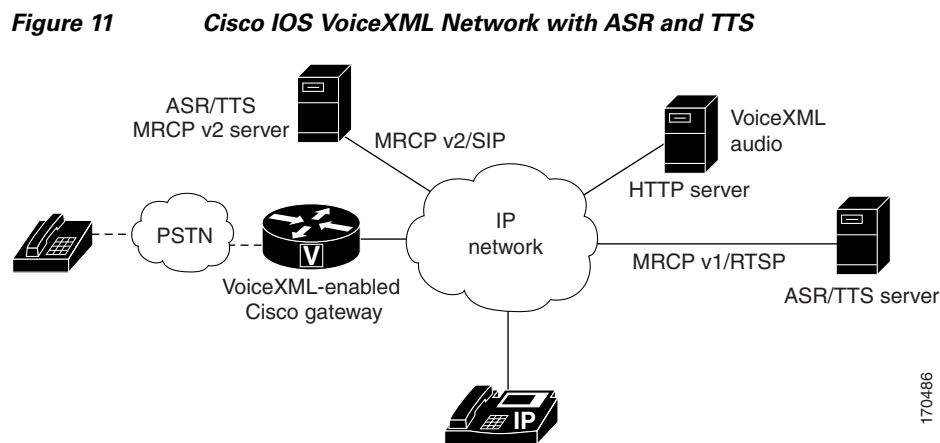 Figure 11 Cisco IOS VoiceXML Network with ASR and TTS
ASR/TTS
MRCP v2 server
MRCP v2/SIP
VoiceXML
audio
HTTP server
PSTN
V
VoiceXML-enabled
Cisco gateway
IP
network
MRCP v1/RTSP
ASR/TTS server
IP
170486